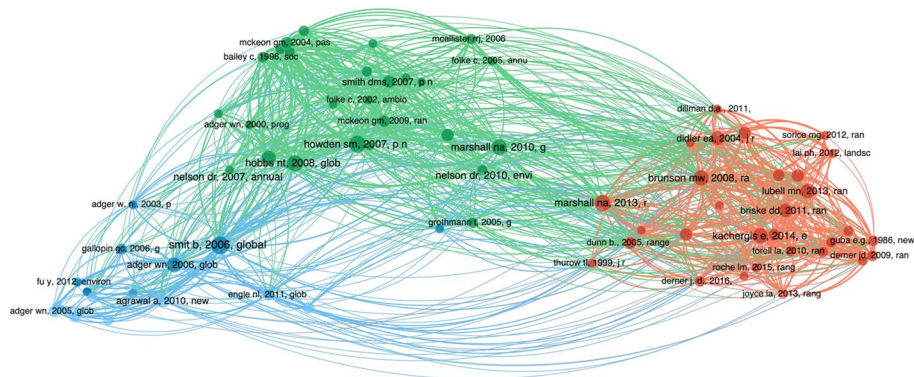 mckeon gm, 2004, pas
mcallister rrj, 2006
bailey c, 1996, soc
folke c, 2005, annu
smith dms, 2007, p n
folke c, 2002, ambio
dillman d.a., 2011,
mckeon gm, 2009, ran
adger wn, 2000, prog
sorice mg, 2012, ran
didier ea, 2004, j r
howden sm, 2007, p n
marshall na, 2010, g
lai ph, 2012, landsc
hobbs nt, 2008, glob
nelson dr, 2007, annual
nelson dr, 2010, envi
brunson mw, 2008, ra
lubell mn, 2013, ran
adger w. n., 2003, p
marshall na, 2013, r
briske dd, 2011, ran
grothmann t, 2005, g
kachergis e, 2014, e
guba e.g., 1986, new
smit b, 2006, global
dunn b., 2005, range
gallopin gc, 2006, g
torell la, 2010, ran
derner jd, 2009, ran
adger wn, 2006, glob
thurow tl, 1999, j r
roche lm, 2015, rang
fu y, 2012, environ
derner j. d., 2016,
agrawal a, 2010, new
engle nl, 2011, glob
joyce la, 2013, rang
adger wn, 2005, glob